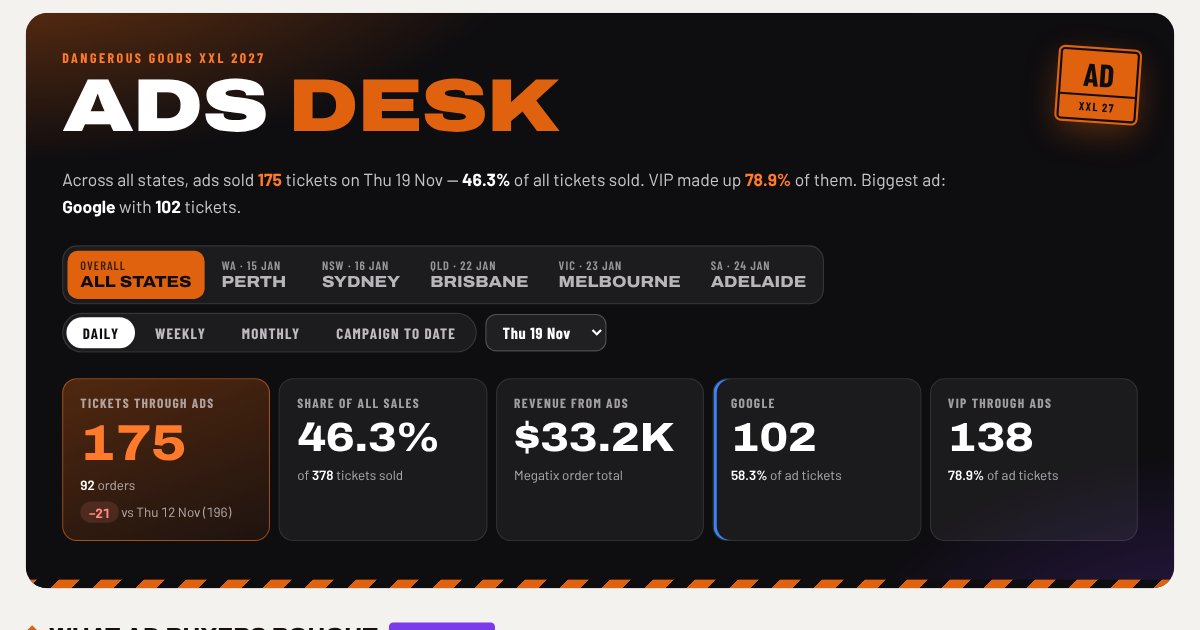 DANGEROUS GOODS XXL 2027
ADS DESK
AD
XXL 27
Across all states, ads sold 175 tickets on Thu 19 Nov — 46.3% of all tickets sold. VIP made up 78.9% of them. Biggest ad:
Google with 102 tickets.
OVERALL
ALL STATES
WA · 15 JAN
PERTH
NSW · 16 JAN
SYDNEY
QLD · 22 JAN
BRISBANE
VIC · 23 JAN
MELBOURNE
SA · 24 JAN
ADELAIDE
DAILY
WEEKLY
MONTHLY
CAMPAIGN TO DATE
Thu 19 Nov
TICKETS THROUGH ADS
175
92 orders
−21 vs Thu 12 Nov (196)
SHARE OF ALL SALES
46.3%
of 378 tickets sold
REVENUE FROM ADS
$33.2K
Megatix order total
GOOGLE
102
58.3% of ad tickets
VIP THROUGH ADS
138
78.9% of ad tickets
WHAT AD BUYERS BOUGHT